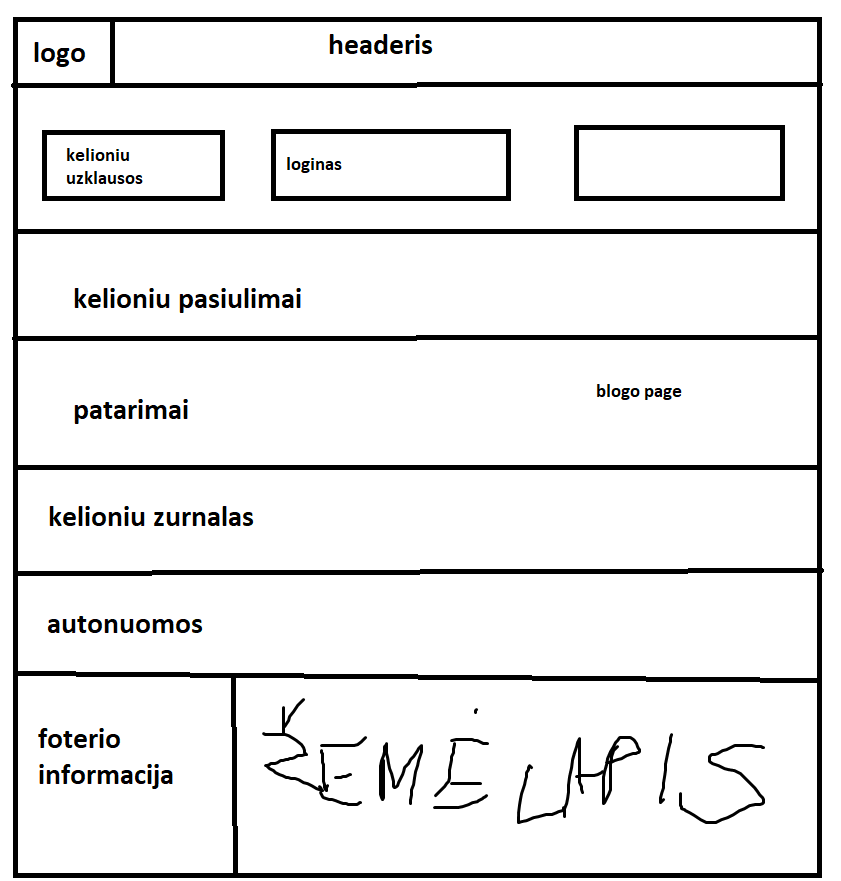 logo
headeris
kelioniu
uzklausos
loginas
kelioniu pasiulimai
patarimai
blogo page
kelioniu zurnalas
autonuomos
foterio
informacija
ŽEMĖLAPIS